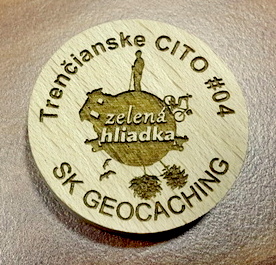 Trenčianske CITO #04
zelená
hliadka
SK GEOCACHING